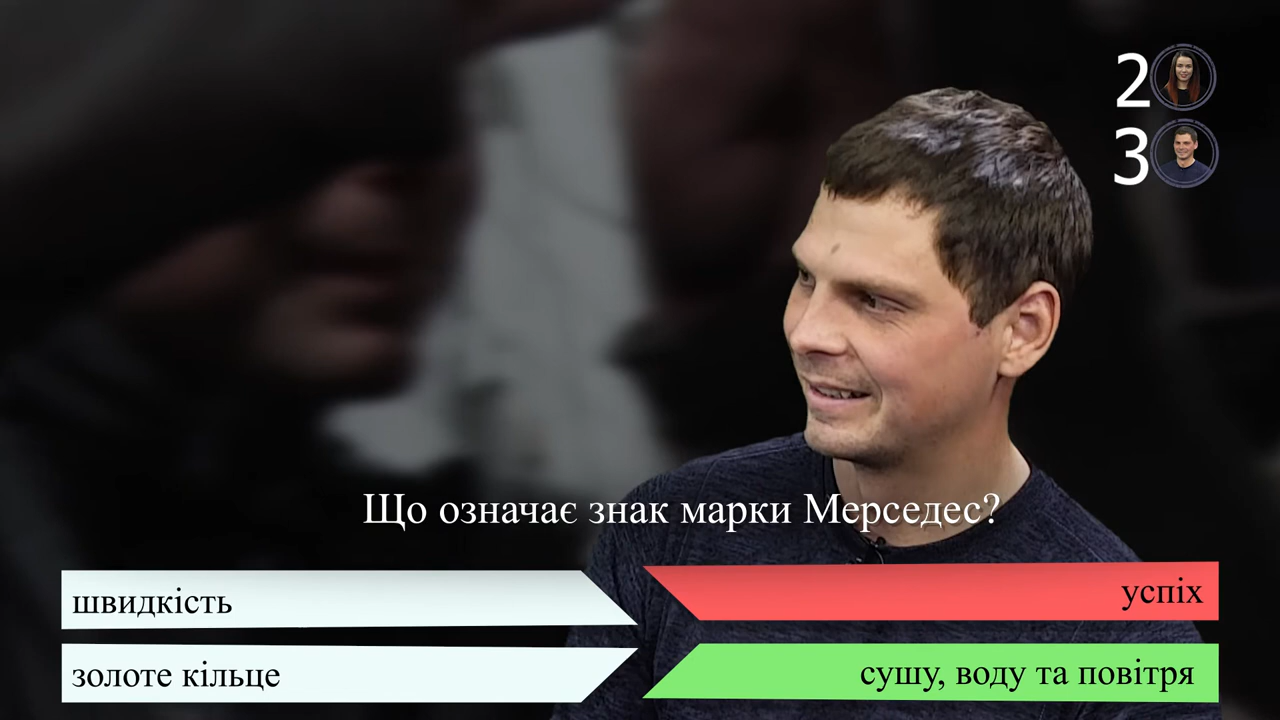 2
3
Що означає знак марки Мерседес?
швидкість
успіх
золоте кільце
сушу, воду та повітря